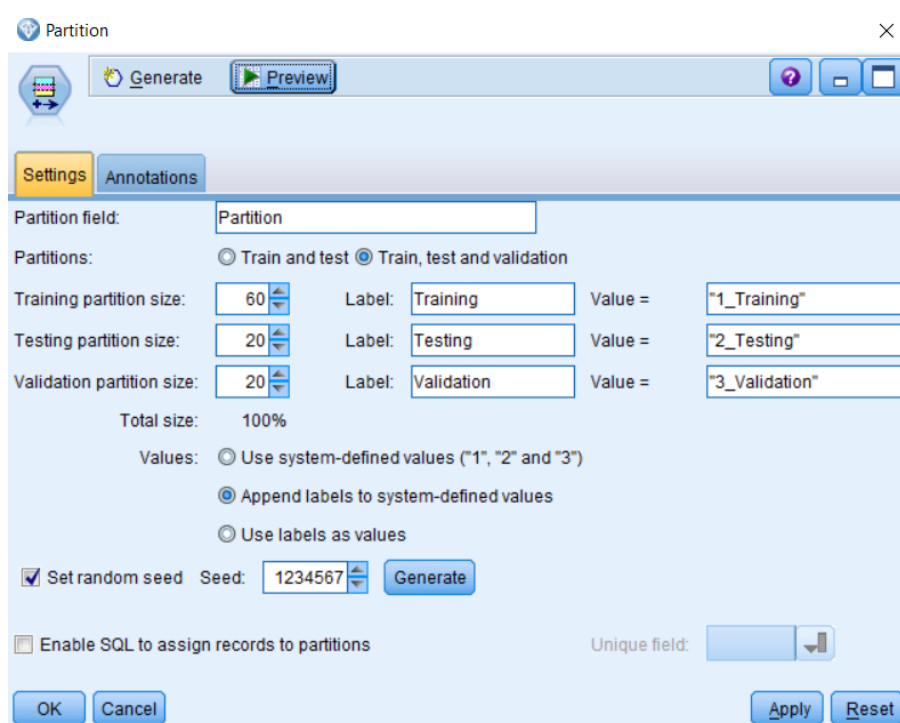 Partition
Generate Preview
Settings Annotations
Partition field: Partition
Partitions: Train and test Train, test and validation
Training partition size: 60 Label: Training Value = "1_Training"
Testing partition size: 20 Label: Testing Value = "2_Testing"
Validation partition size: 20 Label: Validation Value = "3_Validation"
Total size: 100%
Values: Use system-defined values ("1", "2" and "3")
Append labels to system-defined values
Use labels as values
Set random seed Seed: 1234567 Generate
Enable SQL to assign records to partitions Unique field:
OK Cancel Apply Reset